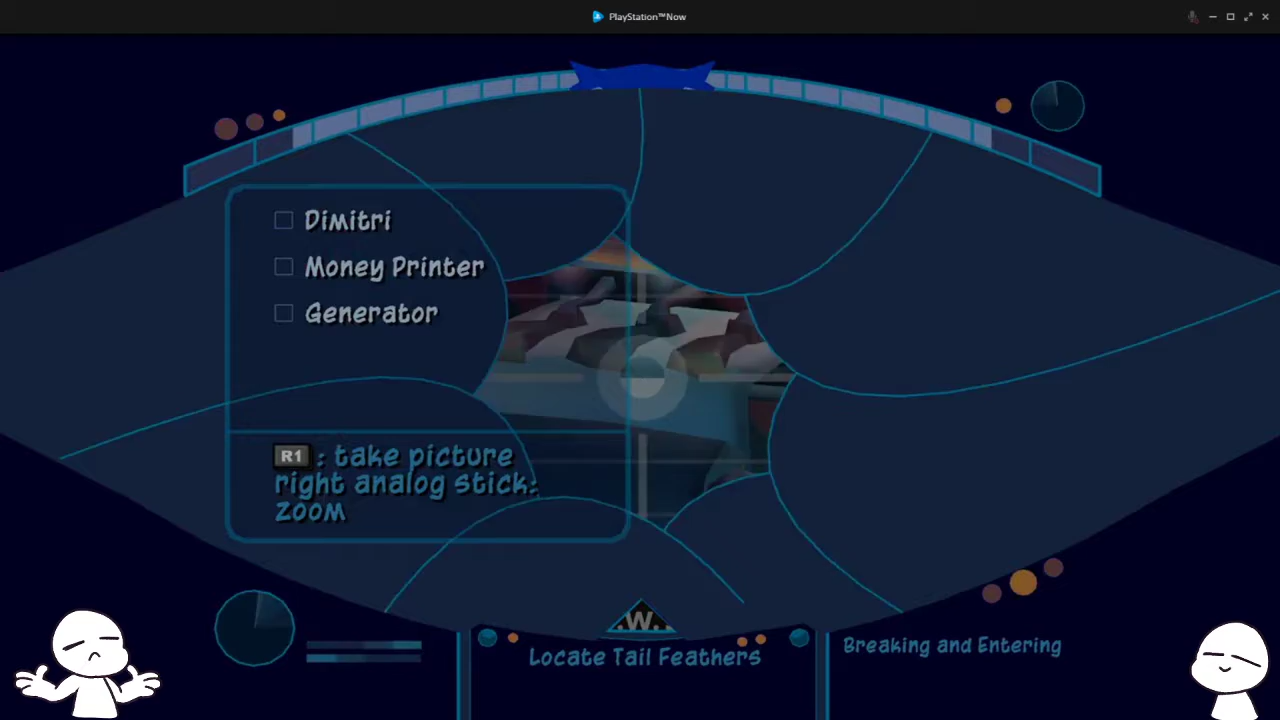 PlayStation™Now
Dimitri
Money Printer
Generator
R1 : take picture
right analog stick:
zoom
.W.
Locate Tail Feathers
Breaking and Entering